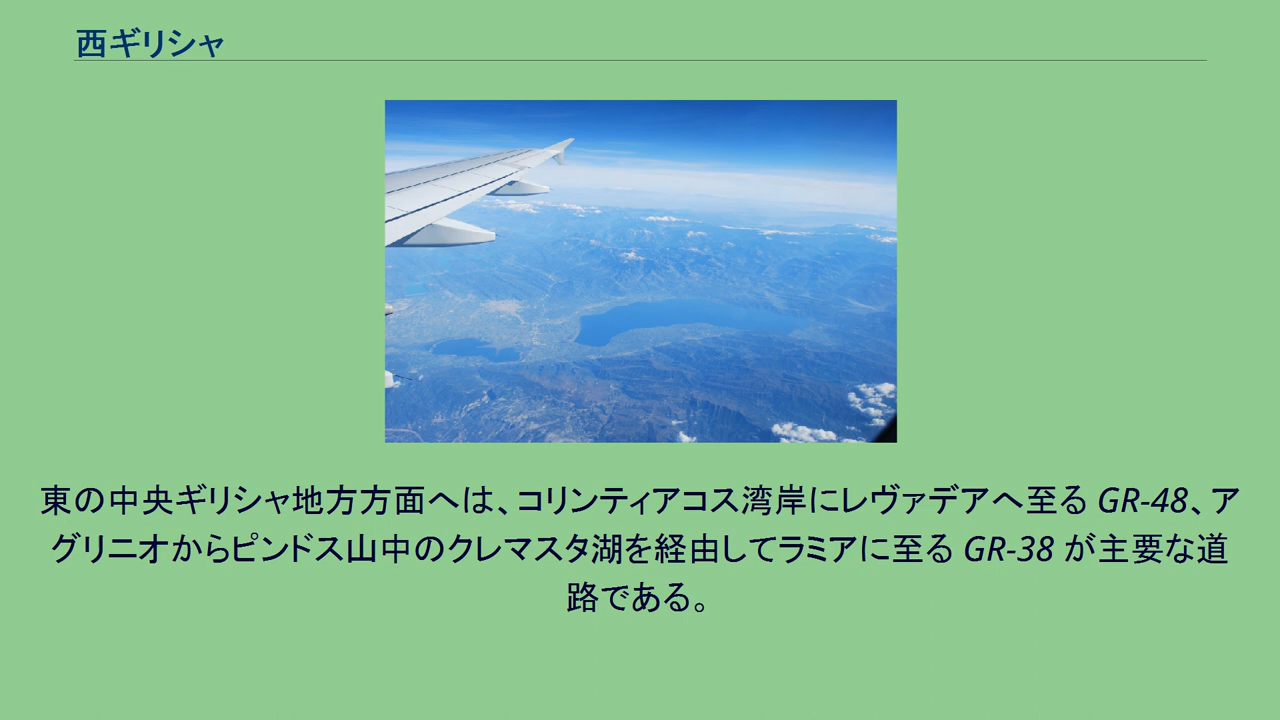 西ギリシャ
東の中央ギリシャ地方方面へは、コリンティアコス湾岸にレヴァデアへ至る GR-48、ア
グリニオからピンドス山中のクレマスタ湖を経由してラミアに至る GR-38 が主要な道
路である。